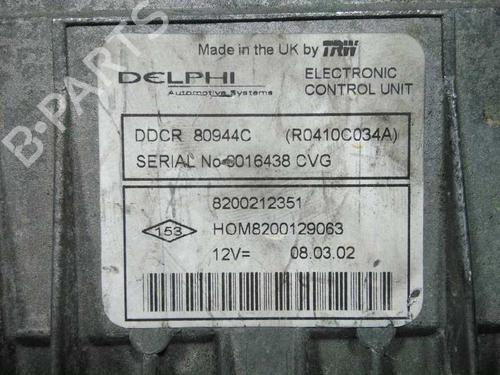 Made in the UK by TRW
DELPHI
Automotive Systems
ELECTRONIC
CONTROL UNIT
DDCR 80944C (R0410C034A)
SERIAL No 0016438 CVG
8200212351
153
HOM8200129063
12V= 08.03.02
B-PARTS